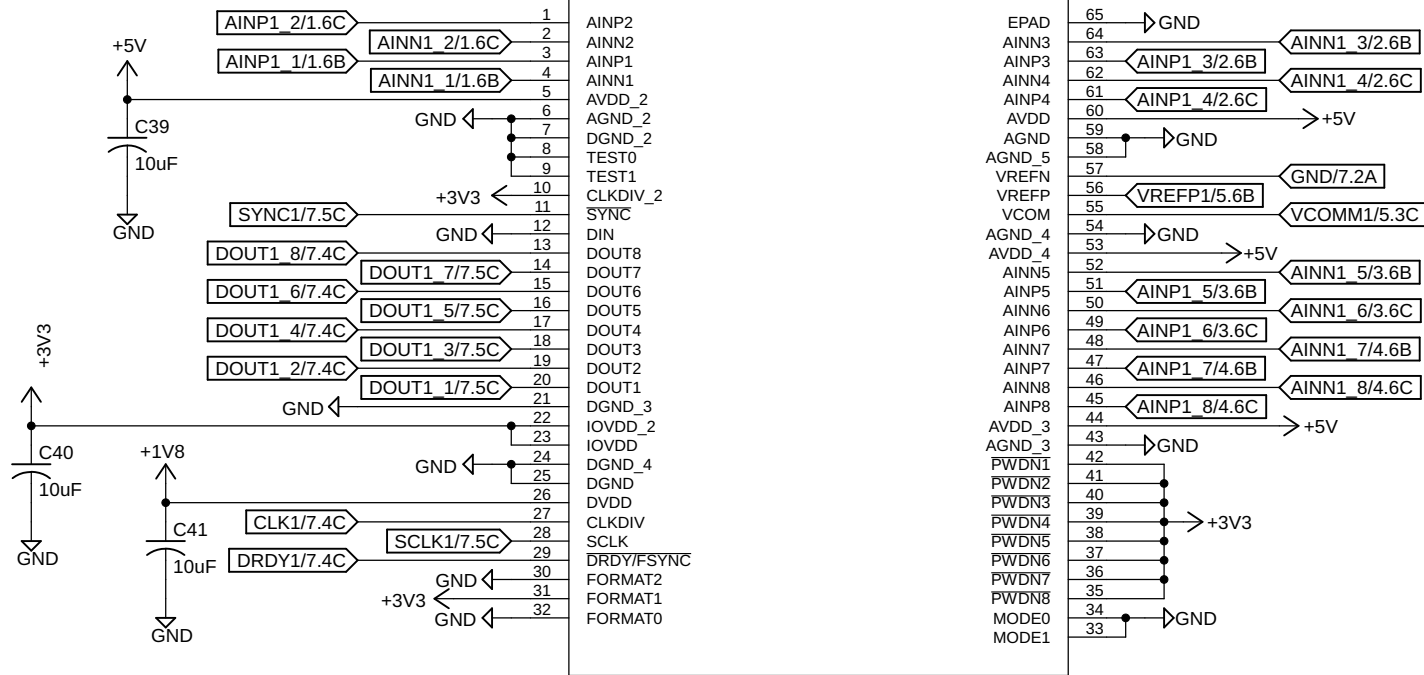 AINP1_2/1.6C 1 AINP2
AINN1_2/1.6C 2 AINN2
AINP1_1/1.6B 3 AINP1
AINN1_1/1.6B 4 AINN1
+5V
5 AVDD_2
GND 6 AGND_2
7 DGND_2
8 TEST0
9 TEST1
C39
10uF
GND
+3V3 10 CLKDIV_2
SYNC1/7.5C 11 SYNC
GND 12 DIN
DOUT1_8/7.4C 13 DOUT8
DOUT1_7/7.5C 14 DOUT7
DOUT1_6/7.4C 15 DOUT6
DOUT1_5/7.5C 16 DOUT5
DOUT1_4/7.4C 17 DOUT4
DOUT1_3/7.5C 18 DOUT3
DOUT1_2/7.4C 19 DOUT2
DOUT1_1/7.5C 20 DOUT1
GND 21 DGND_3
+3V3
22 IOVDD_2
23 IOVDD
C40
10uF
GND
GND 24 DGND_4
25 DGND
+1V8
26 DVDD
C41
10uF
GND
CLK1/7.4C 27 CLKDIV
SCLK1/7.5C 28 SCLK
DRDY1/7.4C 29 DRDY/FSYNC
GND 30 FORMAT2
+3V3 31 FORMAT1
GND 32 FORMAT0
EPAD 65 GND
AINN3 64 AINN1_3/2.6B
AINP3 63 AINP1_3/2.6B
AINN4 62 AINN1_4/2.6C
AINP4 61 AINP1_4/2.6C
AVDD 60 +5V
AGND 59 GND
AGND_5 58
VREFN 57 GND/7.2A
VREFP 56 VREFP1/5.6B
VCOM 55 VCOMM1/5.3C
AGND_4 54 GND
AVDD_4 53 +5V
AINN5 52 AINN1_5/3.6B
AINP5 51 AINP1_5/3.6B
AINN6 50 AINN1_6/3.6C
AINP6 49 AINP1_6/3.6C
AINN7 48 AINN1_7/4.6B
AINP7 47 AINP1_7/4.6B
AINN8 46 AINN1_8/4.6C
AINP8 45 AINP1_8/4.6C
AVDD_3 44 +5V
AGND_3 43 GND
PWDN1 42
PWDN2 41
PWDN3 40
PWDN4 39 +3V3
PWDN5 38
PWDN6 37
PWDN7 36
PWDN8 35
MODE0 34 GND
MODE1 33